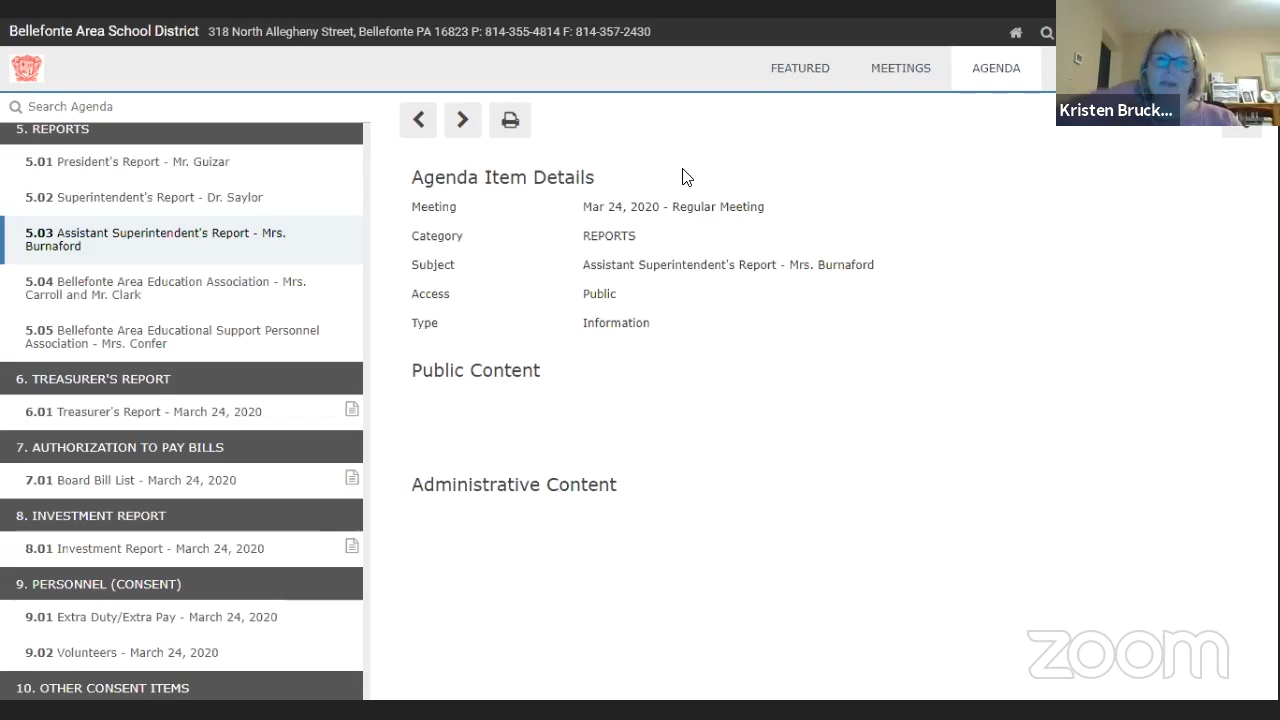 Bellefonte Area School District 318 North Allegheny Street, Bellefonte PA 16823 P: 814-355-4814 F: 814-357-2430
FEATURED MEETINGS AGENDA
Kristen Bruck...
Search Agenda
5. REPORTS
5.01 President's Report - Mr. Guizar
5.02 Superintendent's Report - Dr. Saylor
5.03 Assistant Superintendent's Report - Mrs.
Burnaford
5.04 Bellefonte Area Education Association - Mrs.
Carroll and Mr. Clark
5.05 Bellefonte Area Educational Support Personnel
Association - Mrs. Confer
6. TREASURER'S REPORT
6.01 Treasurer's Report - March 24, 2020
7. AUTHORIZATION TO PAY BILLS
7.01 Board Bill List - March 24, 2020
8. INVESTMENT REPORT
8.01 Investment Report - March 24, 2020
9. PERSONNEL (CONSENT)
9.01 Extra Duty/Extra Pay - March 24, 2020
9.02 Volunteers - March 24, 2020
10. OTHER CONSENT ITEMS
Agenda Item Details
Meeting Mar 24, 2020 - Regular Meeting
Category REPORTS
Subject Assistant Superintendent's Report - Mrs. Burnaford
Access Public
Type Information
Public Content
Administrative Content
zoom